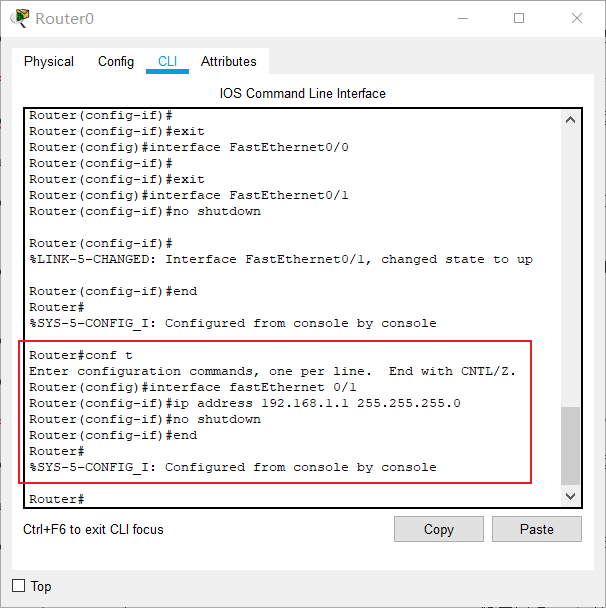 Router0
Physical Config CLI Attributes
IOS Command Line Interface
Router(config-if)#
Router(config-if)#exit
Router(config)#interface FastEthernet0/0
Router(config-if)#
Router(config-if)#exit
Router(config)#interface FastEthernet0/1
Router(config-if)#no shutdown
Router(config-if)#
%LINK-5-CHANGED: Interface FastEthernet0/1, changed state to up
Router(config-if)#end
Router#
%SYS-5-CONFIG_I: Configured from console by console
Router#conf t
Enter configuration commands, one per line.  End with CNTL/Z.
Router(config)#interface fastEthernet 0/1
Router(config-if)#ip address 192.168.1.1 255.255.255.0
Router(config-if)#no shutdown
Router(config-if)#end
Router#
%SYS-5-CONFIG_I: Configured from console by console
Router#
Ctrl+F6 to exit CLI focus
Copy Paste
Top